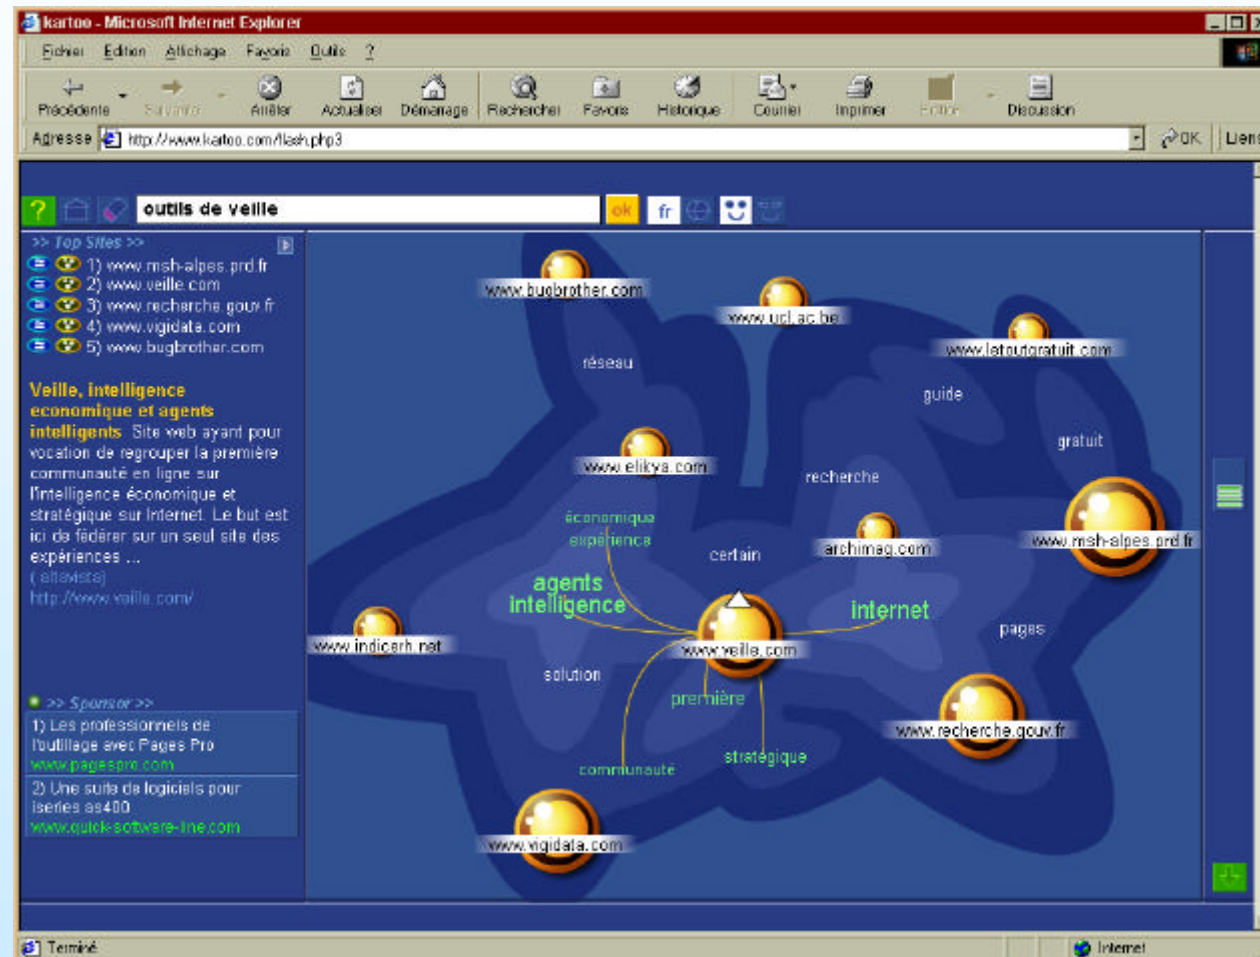 kartoo - Microsoft Internet Explorer
Fichier Edition Affichage Favoris Outils ?
Précédente Suivante Arrêter Actualiser Démarrage Rechercher Favoris Historique Courrier Imprimer Edition Discussion
Adresse http://www.kartoo.com/flash.php3 OK Liens
? outils de veille ok fr
>> Top Sites >>
1) www.msh-alpes.prd.fr
2) www.veille.com
3) www.recherche.gouv.fr
4) www.vigidata.com
5) www.bugbrother.com
Veille, intelligence
economique et agents
intelligents Site web ayant pour
vocation de regrouper la première
communauté en ligne sur
l'intelligence économique et
stratégique sur Internet. Le but est
ici de fédérer sur un seul site des
expériences ...
( altavista)
http://www.veille.com/
>> Sponsor >>
1) Les professionnels de
l'outillage avec Pages Pro
www.pagespro.com
2) Une suite de logiciels pour
iseries as400
www.quick-software-line.com
www.bugbrother.com
www.ucl.ac.be
www.letoutgratuit.com
réseau
guide
gratuit
www.elikya.com
recherche
économique
expérience
certain
archimag.com
www.msh-alpes.prd.fr
agents
intelligence
internet
www.indicerh.net
pages
www.veille.com
solution
première
www.recherche.gouv.fr
stratégique
communauté
www.vigidata.com
Terminé Internet